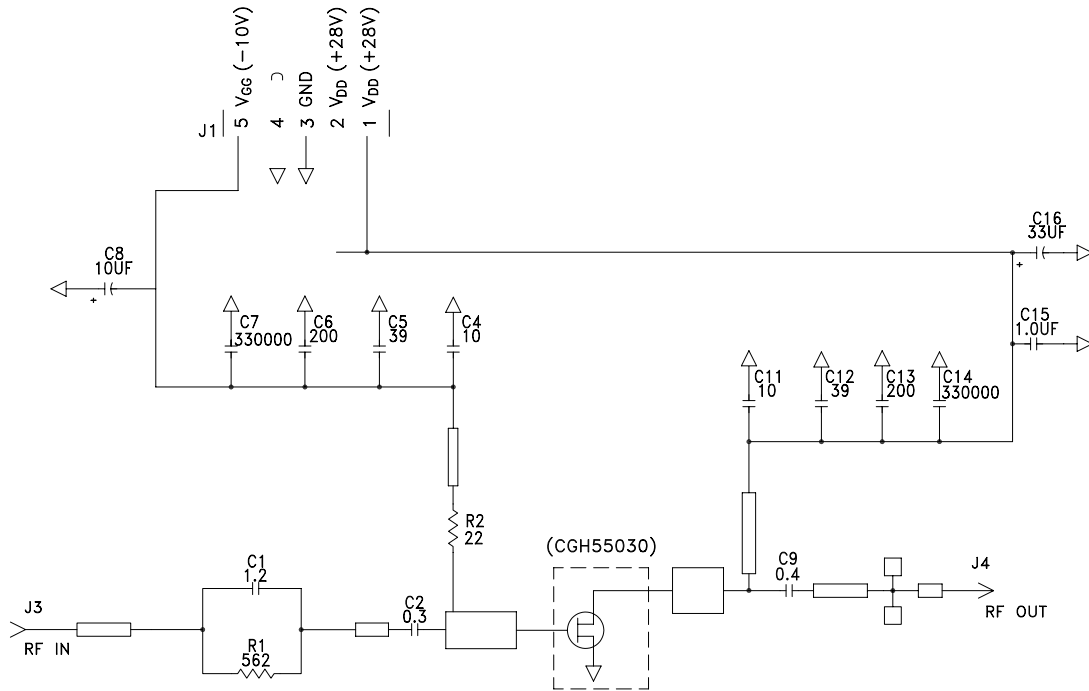 J1
5 VGG (-10V)
4
3 GND
2 VDD (+28V)
1 VDD (+28V)
C8
10UF
+
C16
33UF
+
C15
1.0UF
C7
330000
C6
200
C5
39
C4
10
C11
10
C12
39
C13
200
C14
330000
R2
22
(CGH55030)
C1
1.2
C2
0.3
C9
0.4
J4
RF OUT
J3
RF IN
R1
562